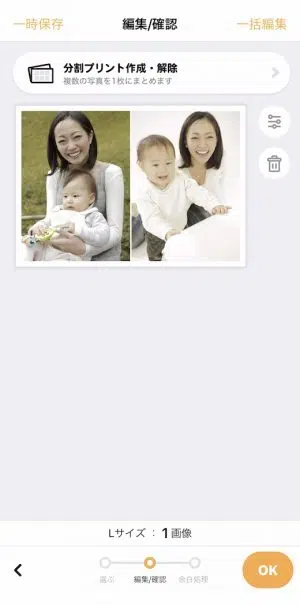 一時保存 編集/確認 一括編集
分割プリント作成・解除
複数の写真を1枚にまとめます
Lサイズ : 1画像
選ぶ 編集/確認 余白処理
OK